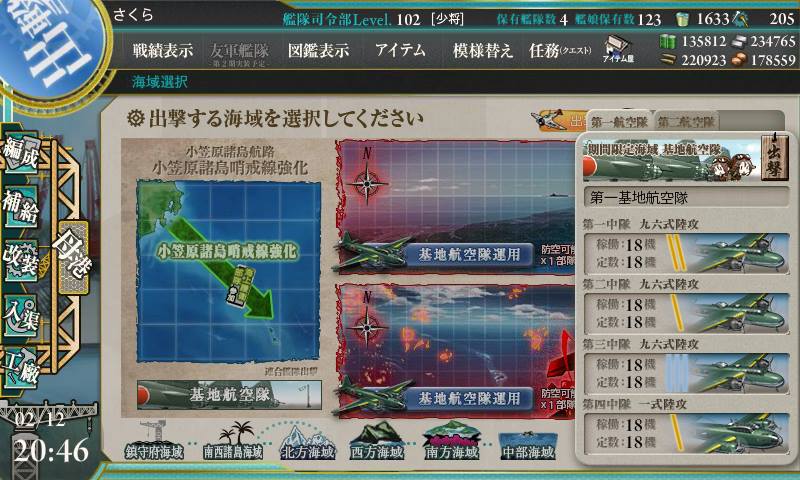 さくら
艦隊司令部Level. 102 [少将]
保有艦隊数 4 艦娘保有数 123
1633
205
戦績表示
友軍艦隊
第2期実装予定
図鑑表示
アイテム
模様替え
任務(クエスト)
アイテム屋
135812
234765
220923
178559
海域選択
出撃する海域を選択してください
編成
補給
改装
入渠
工廠
母港
小笠原諸島航路
小笠原諸島哨戒線強化
小笠原諸島哨戒線強化
連合艦隊出撃
基地航空隊
N
基地航空隊運用
防空可能
×1部隊
N
基地航空隊運用
防空可能
×1部隊
鎮守府海域
南西諸島海域
北方海域
西方海域
南方海域
中部海域
第一航空隊
第二航空隊
期間限定海域 基地航空隊
出撃
第一基地航空隊
第一中隊 九六式陸攻
稼働:18機
定数:18機
第二中隊 九六式陸攻
稼働:18機
定数:18機
第三中隊 九六式陸攻
稼働:18機
定数:18機
第四中隊 一式陸攻
稼働:18機
定数:18機
02/12
20:46